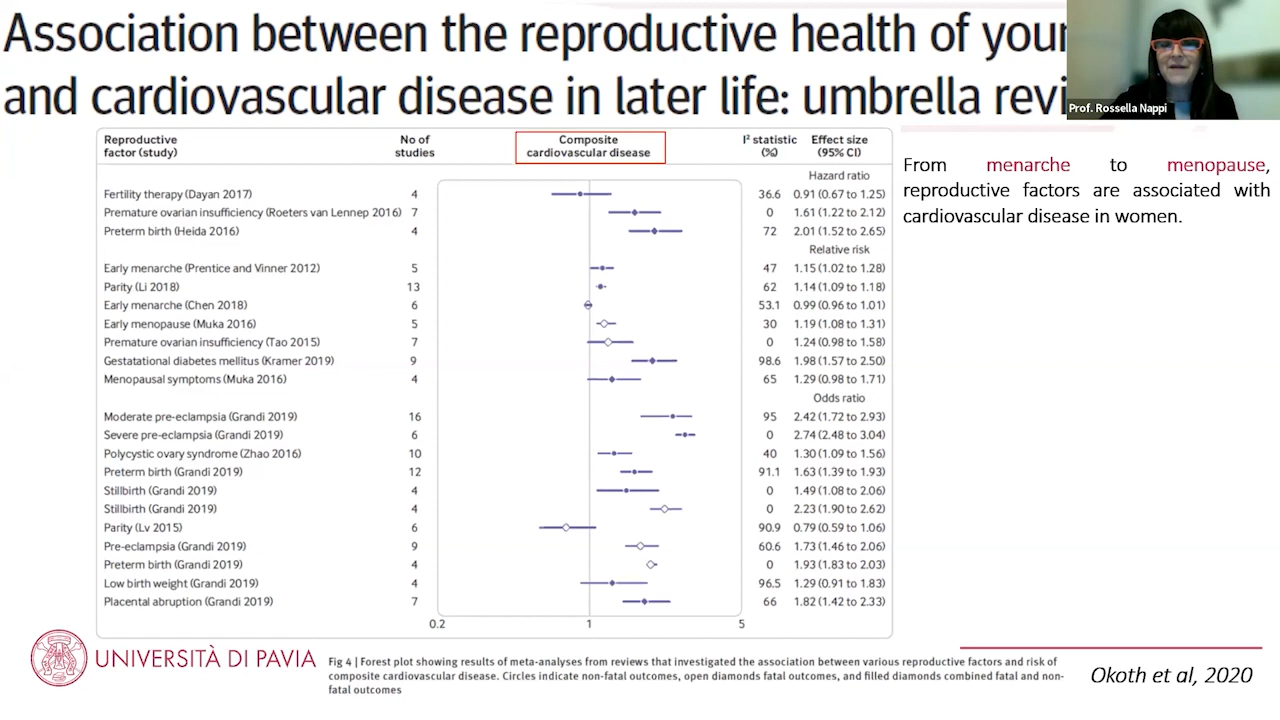 Association between the reproductive health of your
and cardiovascular disease in later life: umbrella revi
Prof. Rossella Nappi
Reproductive factor (study) No of studies Composite cardiovascular disease I² statistic (%) Effect size (95% CI)
Hazard ratio
Fertility therapy (Dayan 2017) 4 36.6 0.91 (0.67 to 1.25)
Premature ovarian insufficiency (Roeters van Lennep 2016) 7 0 1.61 (1.22 to 2.12)
Preterm birth (Heida 2016) 4 72 2.01 (1.52 to 2.65)
Relative risk
Early menarche (Prentice and Vinner 2012) 5 47 1.15 (1.02 to 1.28)
Parity (Li 2018) 13 62 1.14 (1.09 to 1.18)
Early menarche (Chen 2018) 6 53.1 0.99 (0.96 to 1.01)
Early menopause (Muka 2016) 5 30 1.19 (1.08 to 1.31)
Premature ovarian insufficiency (Tao 2015) 7 0 1.24 (0.98 to 1.58)
Gestatational diabetes mellitus (Kramer 2019) 9 98.6 1.98 (1.57 to 2.50)
Menopausal symptoms (Muka 2016) 4 65 1.29 (0.98 to 1.71)
Odds ratio
Moderate pre-eclampsia (Grandi 2019) 16 95 2.42 (1.72 to 2.93)
Severe pre-eclampsia (Grandi 2019) 6 0 2.74 (2.48 to 3.04)
Polycystic ovary syndrome (Zhao 2016) 10 40 1.30 (1.09 to 1.56)
Preterm birth (Grandi 2019) 12 91.1 1.63 (1.39 to 1.93)
Stillbirth (Grandi 2019) 4 0 1.49 (1.08 to 2.06)
Stillbirth (Grandi 2019) 4 0 2.23 (1.90 to 2.62)
Parity (Lv 2015) 6 90.9 0.79 (0.59 to 1.06)
Pre-eclampsia (Grandi 2019) 9 60.6 1.73 (1.46 to 2.06)
Preterm birth (Grandi 2019) 4 0 1.93 (1.83 to 2.03)
Low birth weight (Grandi 2019) 4 96.5 1.29 (0.91 to 1.83)
Placental abruption (Grandi 2019) 7 66 1.82 (1.42 to 2.33)
0.2 1 5
From menarche to menopause,
reproductive factors are associated with
cardiovascular disease in women.
UNIVERSITÀ DI PAVIA
Fig 4 | Forest plot showing results of meta-analyses from reviews that investigated the association between various reproductive factors and risk of
composite cardiovascular disease. Circles indicate non-fatal outcomes, open diamonds fatal outcomes, and filled diamonds combined fatal and non-
fatal outcomes
Okoth et al, 2020